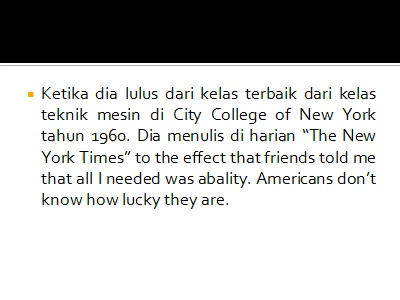 Ketika dia lulus dari kelas terbaik dari kelas
teknik mesin di City College of New York
tahun 1960. Dia menulis di harian “The New
York Times” to the effect that friends told me
that all I needed was abality. Americans don’t
know how lucky they are.